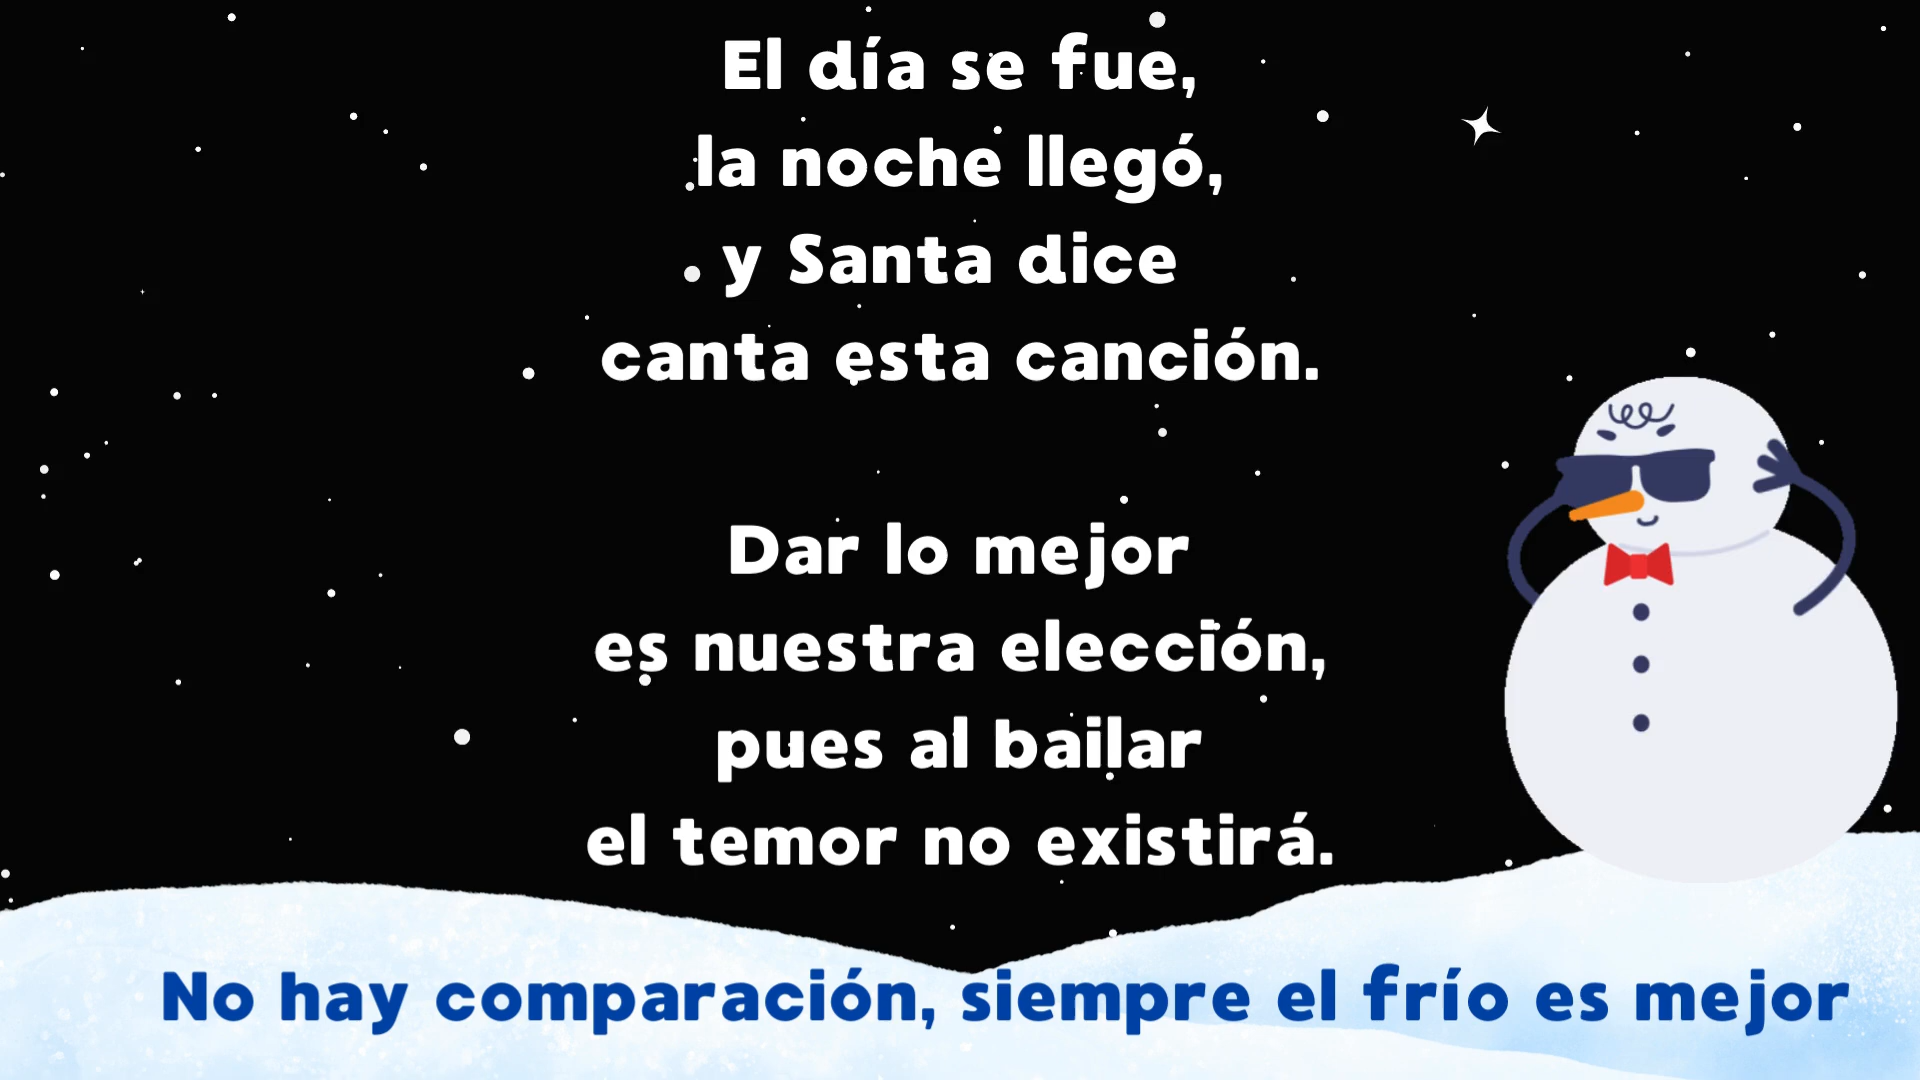 El día se fue,
la noche llegó,
y Santa dice
canta esta canción.
Dar lo mejor
es nuestra elección,
pues al bailar
el temor no existirá.
No hay comparación, siempre el frío es mejor